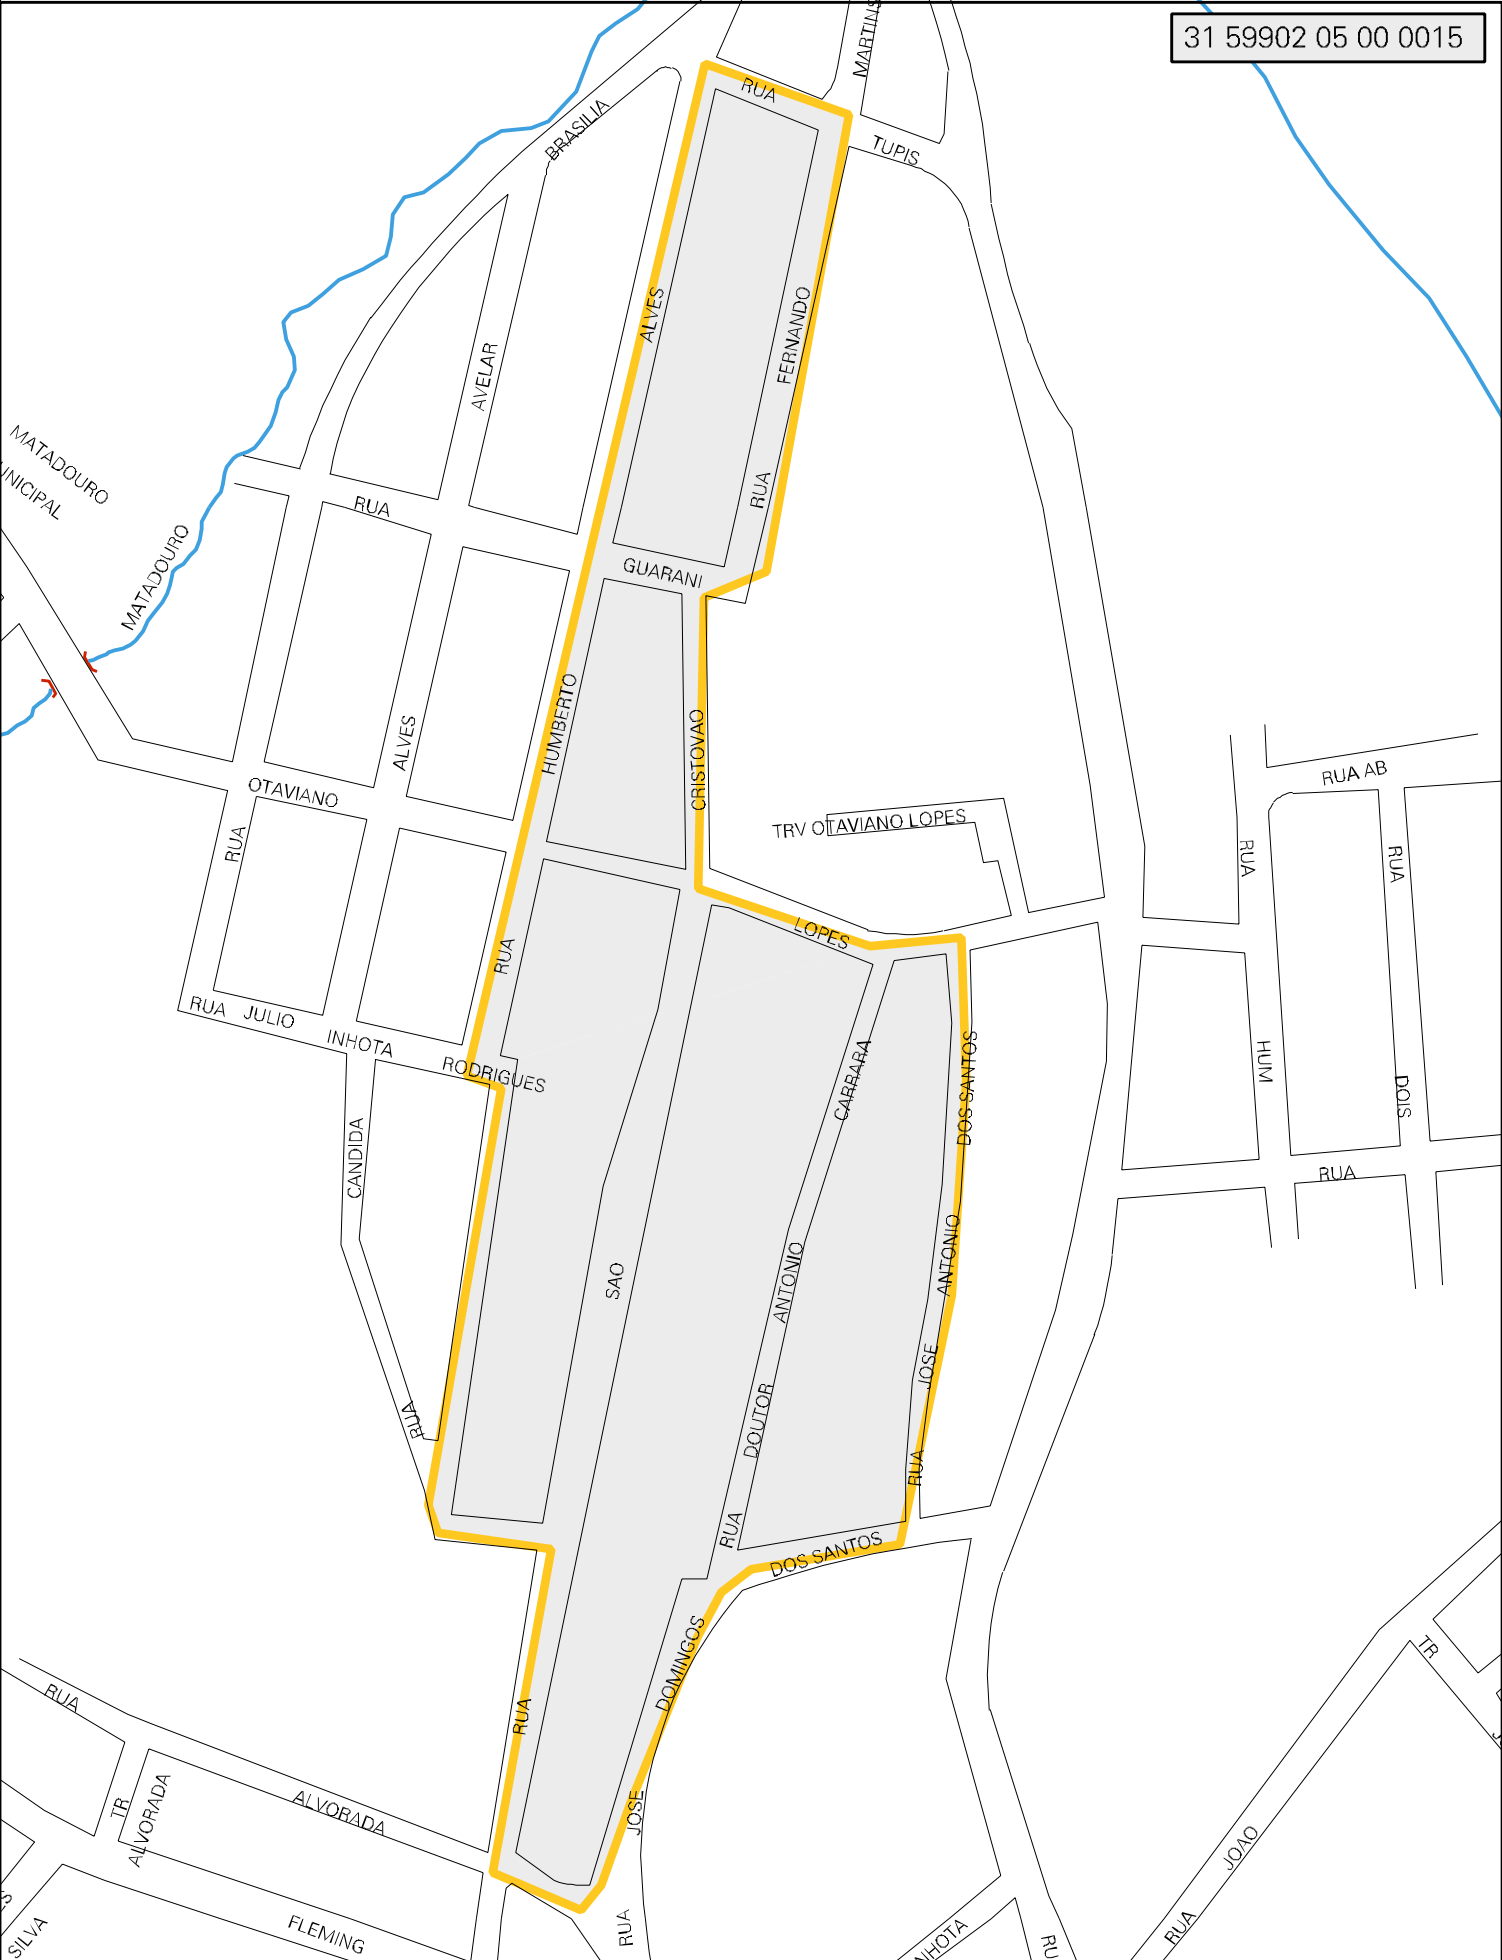 31 59902 05 00 0015
MARTINS
RUA
TUPIS
BRASILIA
ALVES
FERNANDO
AVELAR
MATADOURO
UNICIPAL
RUA
RUA
MATADOURO
GUARANI
HUMBERTO
CRISTOVAO
ALVES
OTAVIANO
RUA AB
TRV OTAVIANO LOPES
RUA
RUA
RUA
LOPES
RUA
RUA JULIO
INHOTA
RODRIGUES
CARRARA
DOS SANTOS
HUM
DOIS
CANDIDA
RUA
SAO
ANTONIO
ANTONIO
JOSE
DOUTOR
RUA
RUA
RUA
DOS SANTOS
DOMINGOS
TR
RUA
RUA
ALVORADA
TR
ALVORADA
JOSE
JOAO
RUA
SILVA
FLEMING
RUA
NHOTA
RU